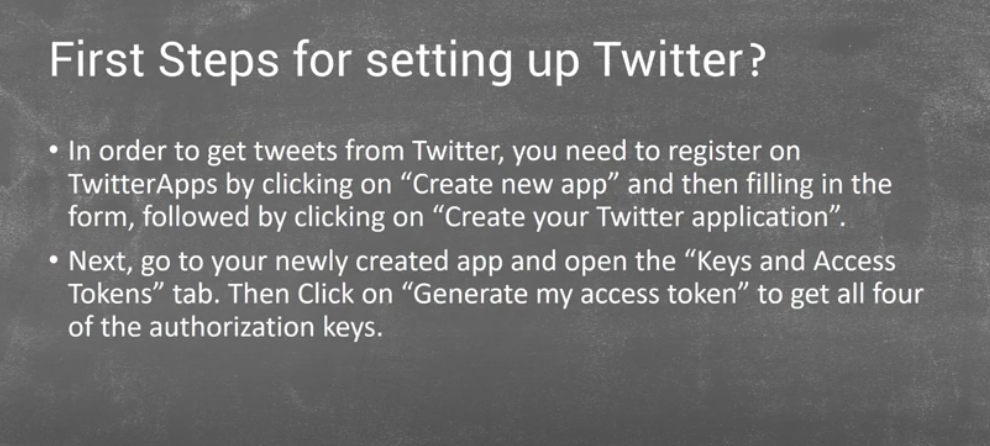 First Steps for setting up Twitter?
• In order to get tweets from Twitter, you need to register on
TwitterApps by clicking on “Create new app” and then filling in the
form, followed by clicking on “Create your Twitter application”.
• Next, go to your newly created app and open the “Keys and Access
Tokens” tab. Then Click on “Generate my access token” to get all four
of the authorization keys.